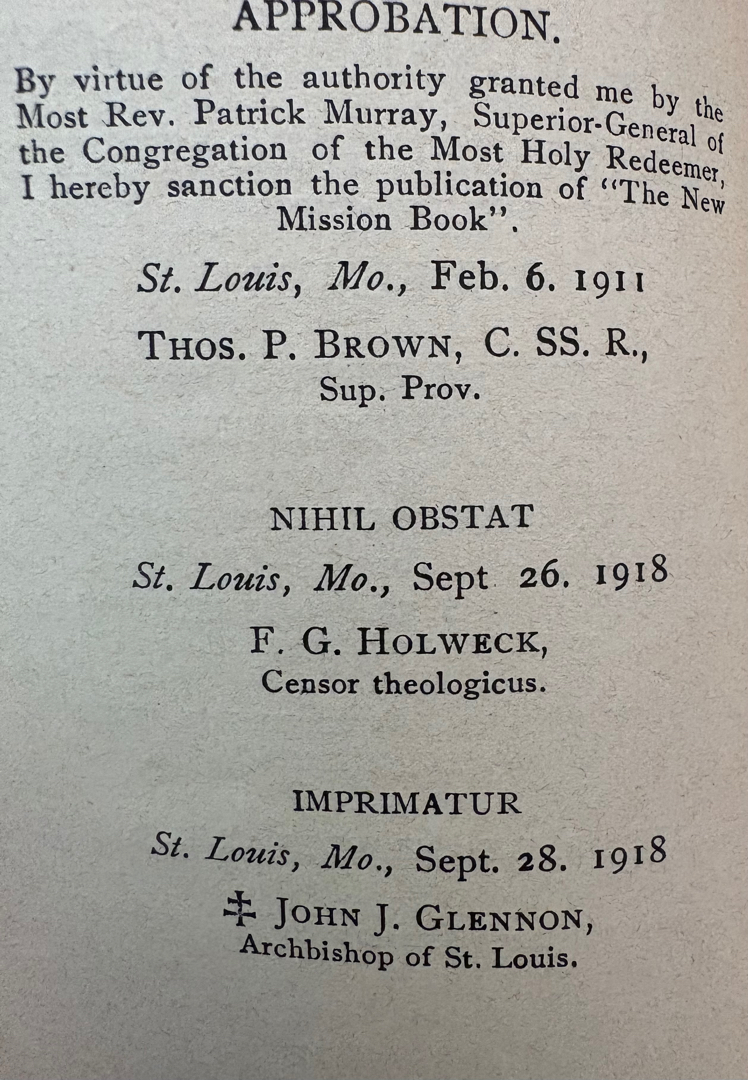 APPROBATION.
By virtue of the authority granted me by the
Most Rev. Patrick Murray, Superior-General of
the Congregation of the Most Holy Redeemer,
I hereby sanction the publication of “The New
Mission Book”.
St. Louis, Mo., Feb. 6. 1911
THOS. P. BROWN, C. SS. R.,
Sup. Prov.
NIHIL OBSTAT
St. Louis, Mo., Sept 26. 1918
F. G. HOLWECK,
Censor theologicus.
IMPRIMATUR
St. Louis, Mo., Sept. 28. 1918
✠ JOHN J. GLENNON,
Archbishop of St. Louis.